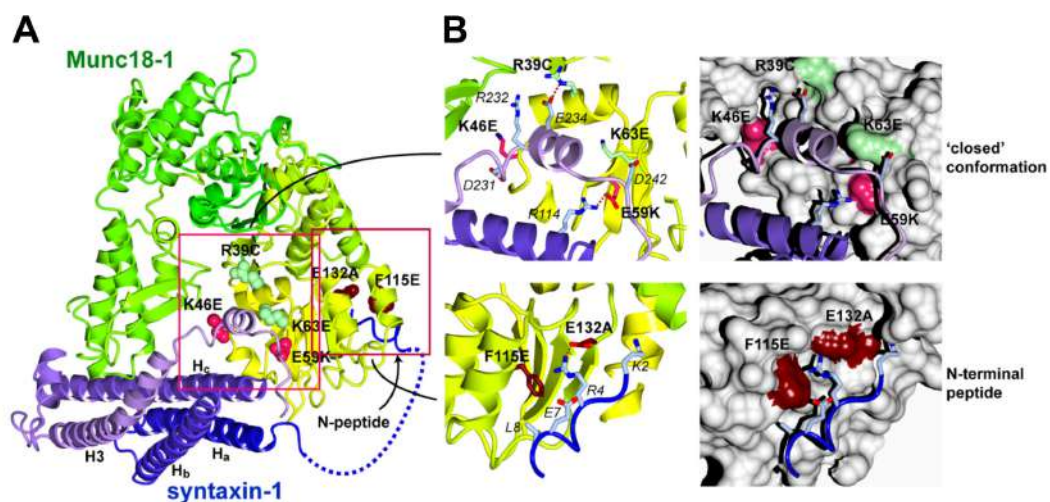 A
Munc18-1
R39C
E132A
F115E
K46E
K63E
E59K
Hc
N-peptide
H3
Hb
Ha
syntaxin-1
B
R39C
R232
E234
K46E
K63E
D231
D242
R114
E59K
R39C
K46E
K63E
E59K
'closed'
conformation
E132A
F115E
K2
R4
E7
L8
E132A
F115E
N-terminal
peptide